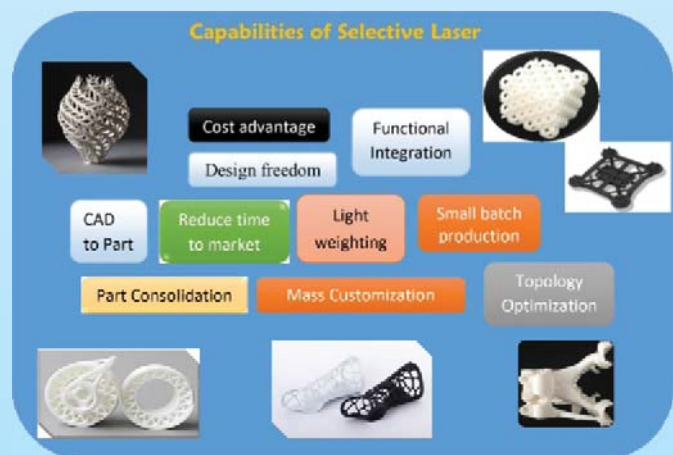 Capabilities of Selective Laser
Cost advantage
Functional
Integration
Design freedom
CAD
to Part
Reduce time
to market
Light
weighting
Small batch
production
Part Consolidation
Mass Customization
Topology
Optimization